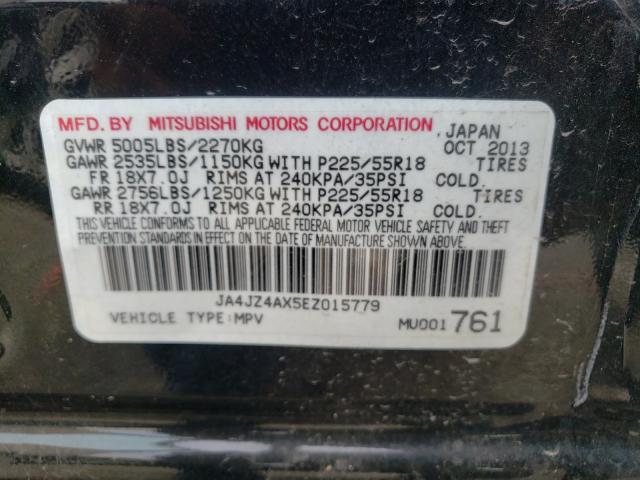 MFD. BY MITSUBISHI MOTORS CORPORATION JAPAN
GVWR 5005LBS/2270KG OCT 2013
GAWR 2535LBS/1150KG WITH P225/55R18 TIRES
FR 18X7.0J RIMS AT 240KPA/35PSI COLD.
GAWR 2756LBS/1250KG WITH P225/55R18 TIRES
RR 18X7.0J RIMS AT 240KPA/35PSI COLD.
THIS VEHICLE CONFORMS TO ALL APPLICABLE FEDERAL MOTOR VEHICLE SAFETY AND THEFT
PREVENTION STANDARDS IN EFFECT ON THE DATE OF MANUFACTURE SHOWN ABOVE.
JA4JZ4AX5EZ015779
VEHICLE TYPE:MPV MU001761